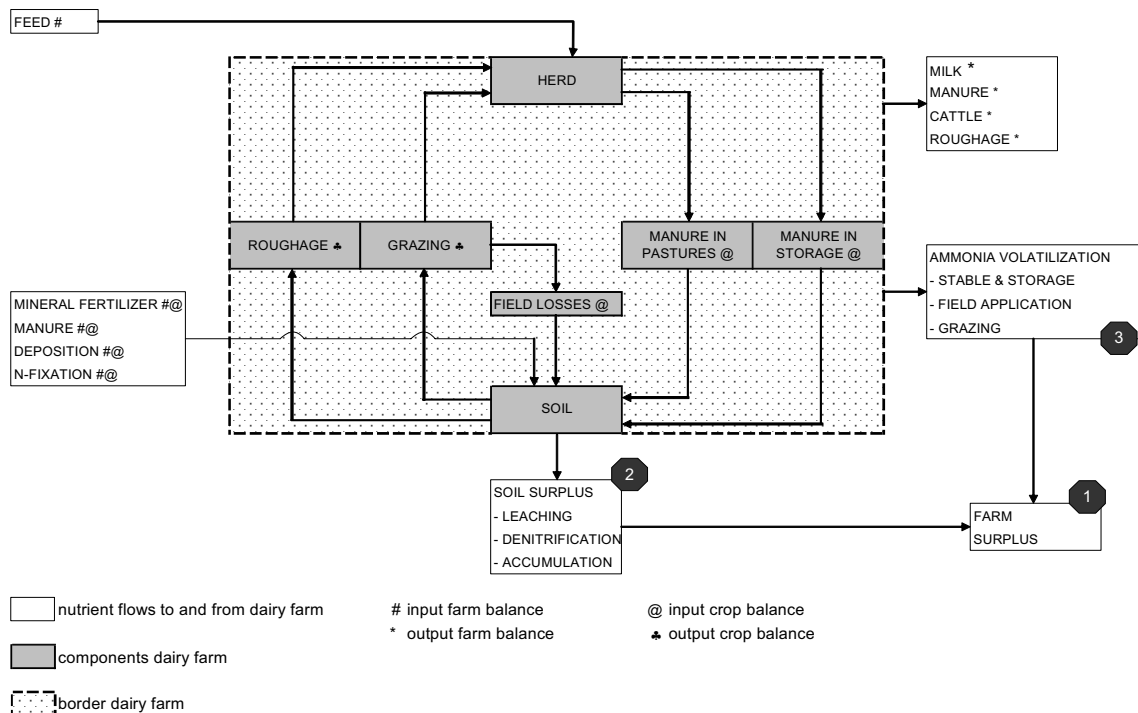 FEED #
HERD
MILK *
MANURE *
CATTLE *
ROUGHAGE *
ROUGHAGE ♣
GRAZING ♣
MANURE IN
PASTURES @
MANURE IN
STORAGE @
AMMONIA VOLATILIZATION
- STABLE & STORAGE
- FIELD APPLICATION
- GRAZING
3
FIELD LOSSES @
MINERAL FERTILIZER #@
MANURE #@
DEPOSITION #@
N-FIXATION #@
SOIL
2
SOIL SURPLUS
- LEACHING
- DENITRIFICATION
- ACCUMULATION
1
FARM
SURPLUS
nutrient flows to and from dairy farm
# input farm balance
@ input crop balance
* output farm balance
♣ output crop balance
components dairy farm
border dairy farm